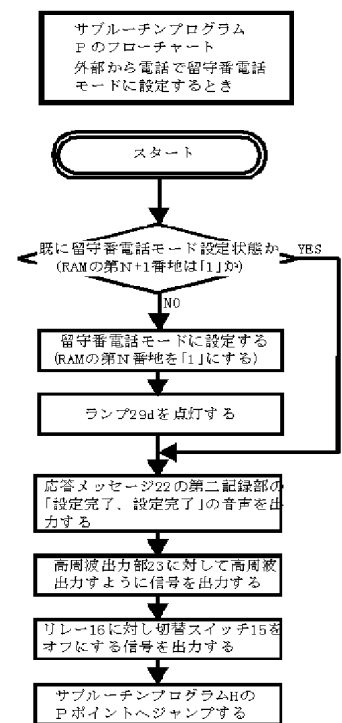 サブルーチンプログラム
Pのフローチャート
外部から電話で留守番電話
モードに設定するとき
スタート
既に留守番電話モード設定状態か
(RAMの第N+1番地は「1」か)
YES
NO
留守番電話モードに設定する
(RAMの第N番地を「1」にする)
ランプ29dを点灯する
応答メッセージ22の第二記録部の
「設定完了、設定完了」の音声を出
力する
高周波出力部23に対して高周波
出力すように信号を出力する
リレー16に対し切替スイッチ15を
オフにする信号を出力する
サブルーチンプログラムHの
Pポイントへジャンプする